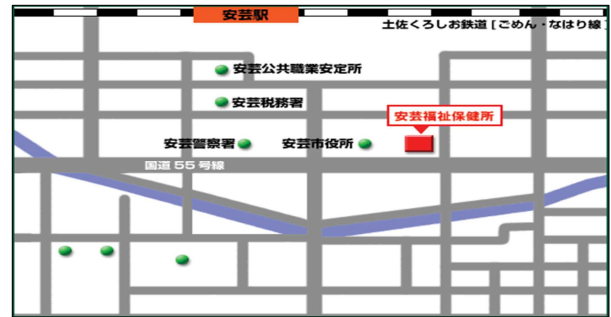 安芸駅
土佐くろしお鉄道 [ ごめん・なはり線 ]
安芸公共職業安定所
安芸税務署
安芸福祉保健所
安芸警察署
安芸市役所
国道 55 号線